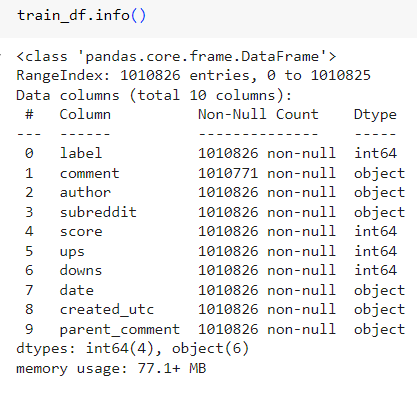 train_df.info()
<class 'pandas.core.frame.DataFrame'>
RangeIndex: 1010826 entries, 0 to 1010825
Data columns (total 10 columns):
 #   Column          Non-Null Count    Dtype
---  ------          --------------    -----
 0   label           1010826 non-null  int64
 1   comment         1010771 non-null  object
 2   author          1010826 non-null  object
 3   subreddit       1010826 non-null  object
 4   score           1010826 non-null  int64
 5   ups             1010826 non-null  int64
 6   downs           1010826 non-null  int64
 7   date            1010826 non-null  object
 8   created_utc     1010826 non-null  object
 9   parent_comment  1010826 non-null  object
dtypes: int64(4), object(6)
memory usage: 77.1+ MB